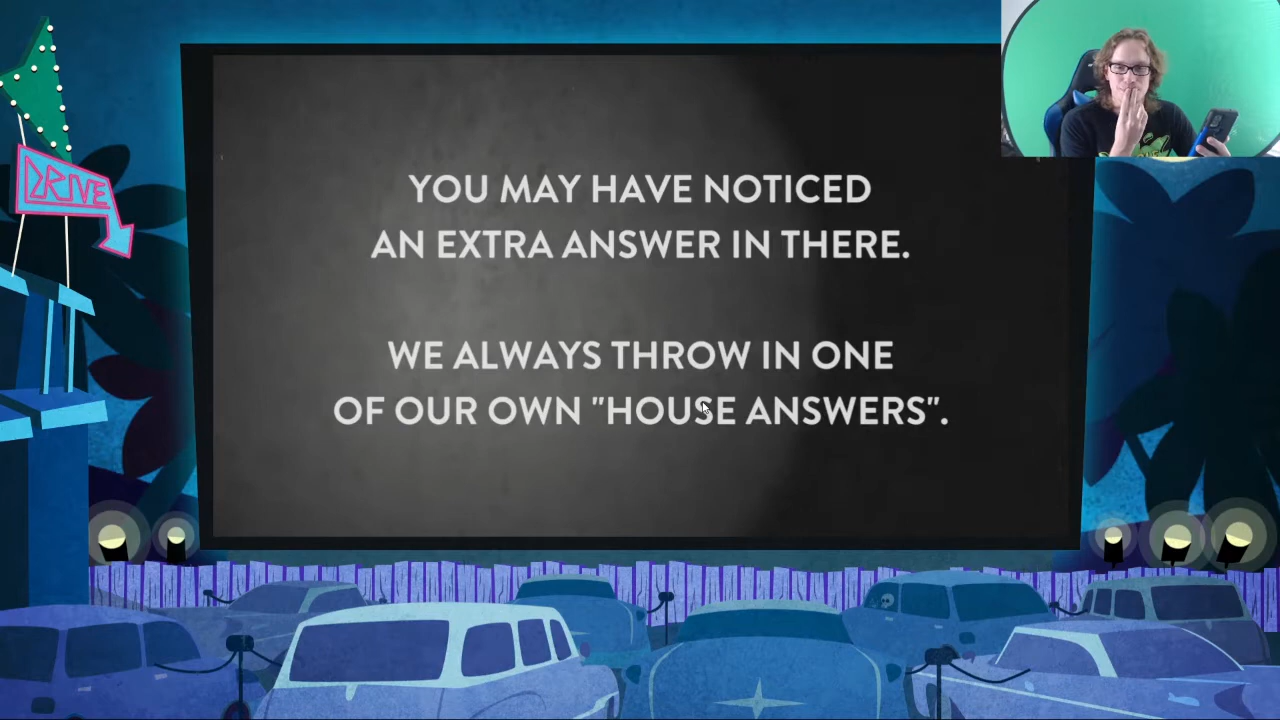 DRIVE
YOU MAY HAVE NOTICED
AN EXTRA ANSWER IN THERE.
WE ALWAYS THROW IN ONE
OF OUR OWN "HOUSE ANSWERS".